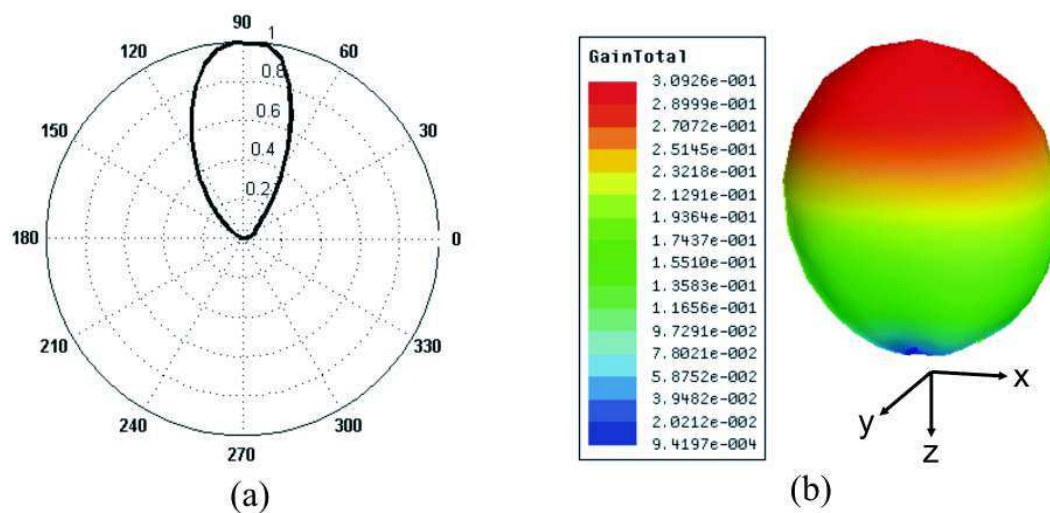 90
1
120
60
0.8
0.6
150
30
0.4
0.2
180
0
210
330
240
300
270
(a)
GainTotal
3.0926e-001
2.8999e-001
2.7072e-001
2.5145e-001
2.3218e-001
2.1291e-001
1.9364e-001
1.7437e-001
1.5510e-001
1.3583e-001
1.1656e-001
9.7291e-002
7.8021e-002
5.8752e-002
3.9482e-002
2.0212e-002
9.4197e-004
x
y
z
(b)